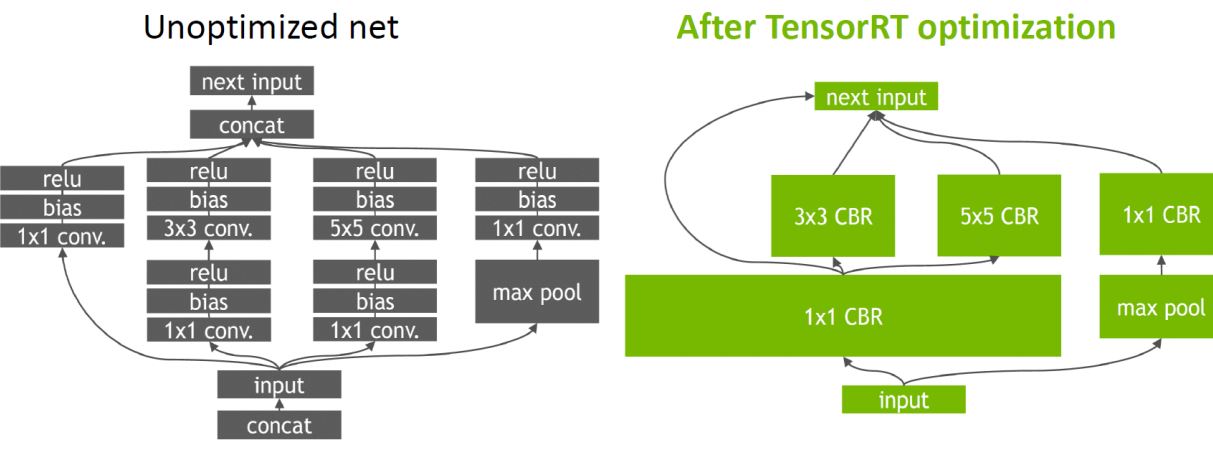 Unoptimized net
next input
concat
relu
bias
1x1 conv.
relu
bias
3x3 conv.
relu
bias
1x1 conv.
relu
bias
5x5 conv.
relu
bias
1x1 conv.
relu
bias
1x1 conv.
max pool
input
concat
After TensorRT optimization
next input
3x3 CBR
5x5 CBR
1x1 CBR
1x1 CBR
max pool
input